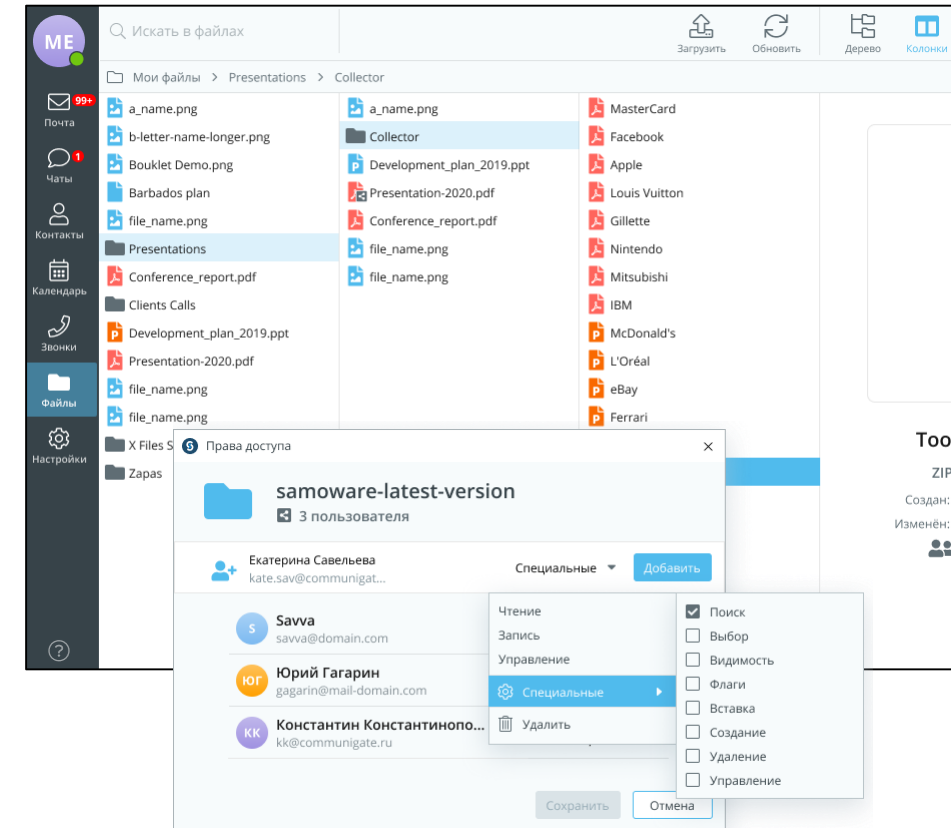 ME
Искать в файлах
Загрузить
Обновить
Дерево
Колонки
Мои файлы > Presentations > Collector
99+
Почта
1
Чаты
Контакты
Календарь
Звонки
Файлы
Настройки
?
a_name.png
b-letter-name-longer.png
Bouklet Demo.png
Barbados plan
file_name.png
Presentations
Conference_report.pdf
Clients Calls
Development_plan_2019.ppt
Presentation-2020.pdf
file_name.png
file_name.png
X Files S
Zapas
a_name.png
Collector
Development_plan_2019.ppt
Presentation-2020.pdf
Conference_report.pdf
file_name.png
file_name.png
MasterCard
Facebook
Apple
Louis Vuitton
Gillette
Nintendo
Mitsubishi
IBM
McDonald's
L'Oréal
eBay
Ferrari
Too
ZIP
Создан:
Изменён:
Права доступа
samoware-latest-version
3 пользователя
Екатерина Савельева
kate.sav@communigat...
Специальные
Добавить
S
Savva
savva@domain.com
ЮГ
Юрий Гагарин
gagarin@mail-domain.com
КК
Константин Константинопо...
kk@communigate.ru
Чтение
Запись
Управление
Специальные
Удалить
Поиск
Выбор
Видимость
Флаги
Вставка
Создание
Удаление
Управление
Сохранить
Отмена